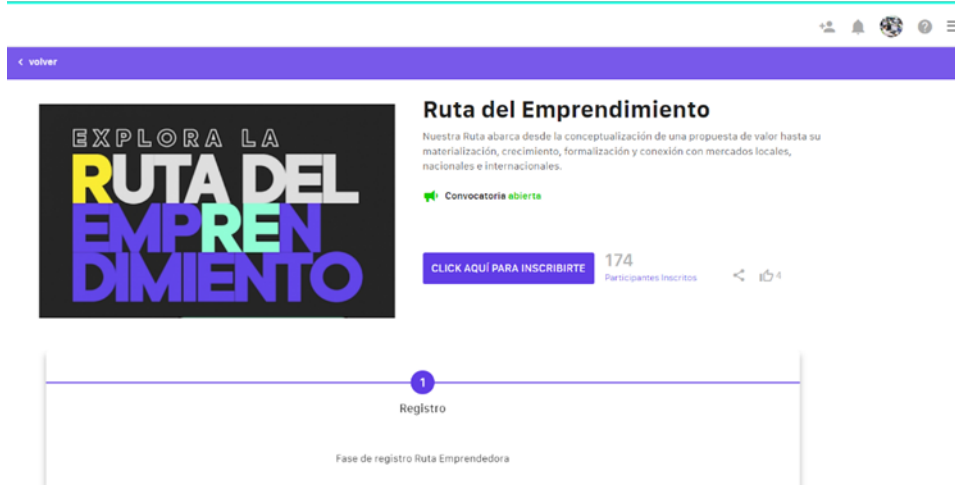 < volver
EXPLORA LA
RUTA DEL
EMPREN
DIMIENTO
Ruta del Emprendimiento
Nuestra Ruta abarca desde la conceptualización de una propuesta de valor hasta su
materialización, crecimiento, formalización y conexión con mercados locales,
nacionales e internacionales.
Convocatoria abierta
CLICK AQUÍ PARA INSCRIBIRTE
174
Participantes Inscritos
4
1
Registro
Fase de registro Ruta Emprendedora